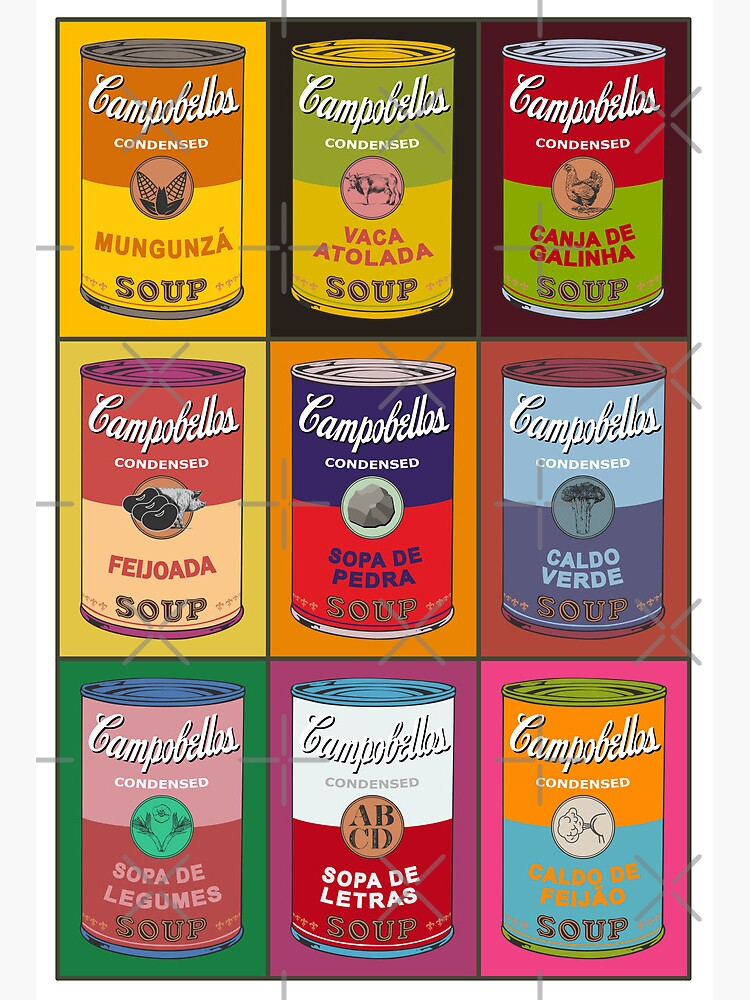 Campobellos
CONDENSED
MUNGUNZÁ
SOUP
Campobellos
CONDENSED
VACA
ATOLADA
SOUP
Campobellos
CONDENSED
CANJA DE
GALINHA
SOUP
Campobellos
CONDENSED
FEIJOADA
SOUP
Campobellos
CONDENSED
SOPA DE
PEDRA
SOUP
Campobellos
CONDENSED
CALDO
VERDE
SOUP
Campobellos
CONDENSED
SOPA DE
LEGUMES
SOUP
Campobellos
CONDENSED
AB
CD
SOPA DE
LETRAS
SOUP
Campobellos
CONDENSED
CALDO DE
FEIJÃO
SOUP